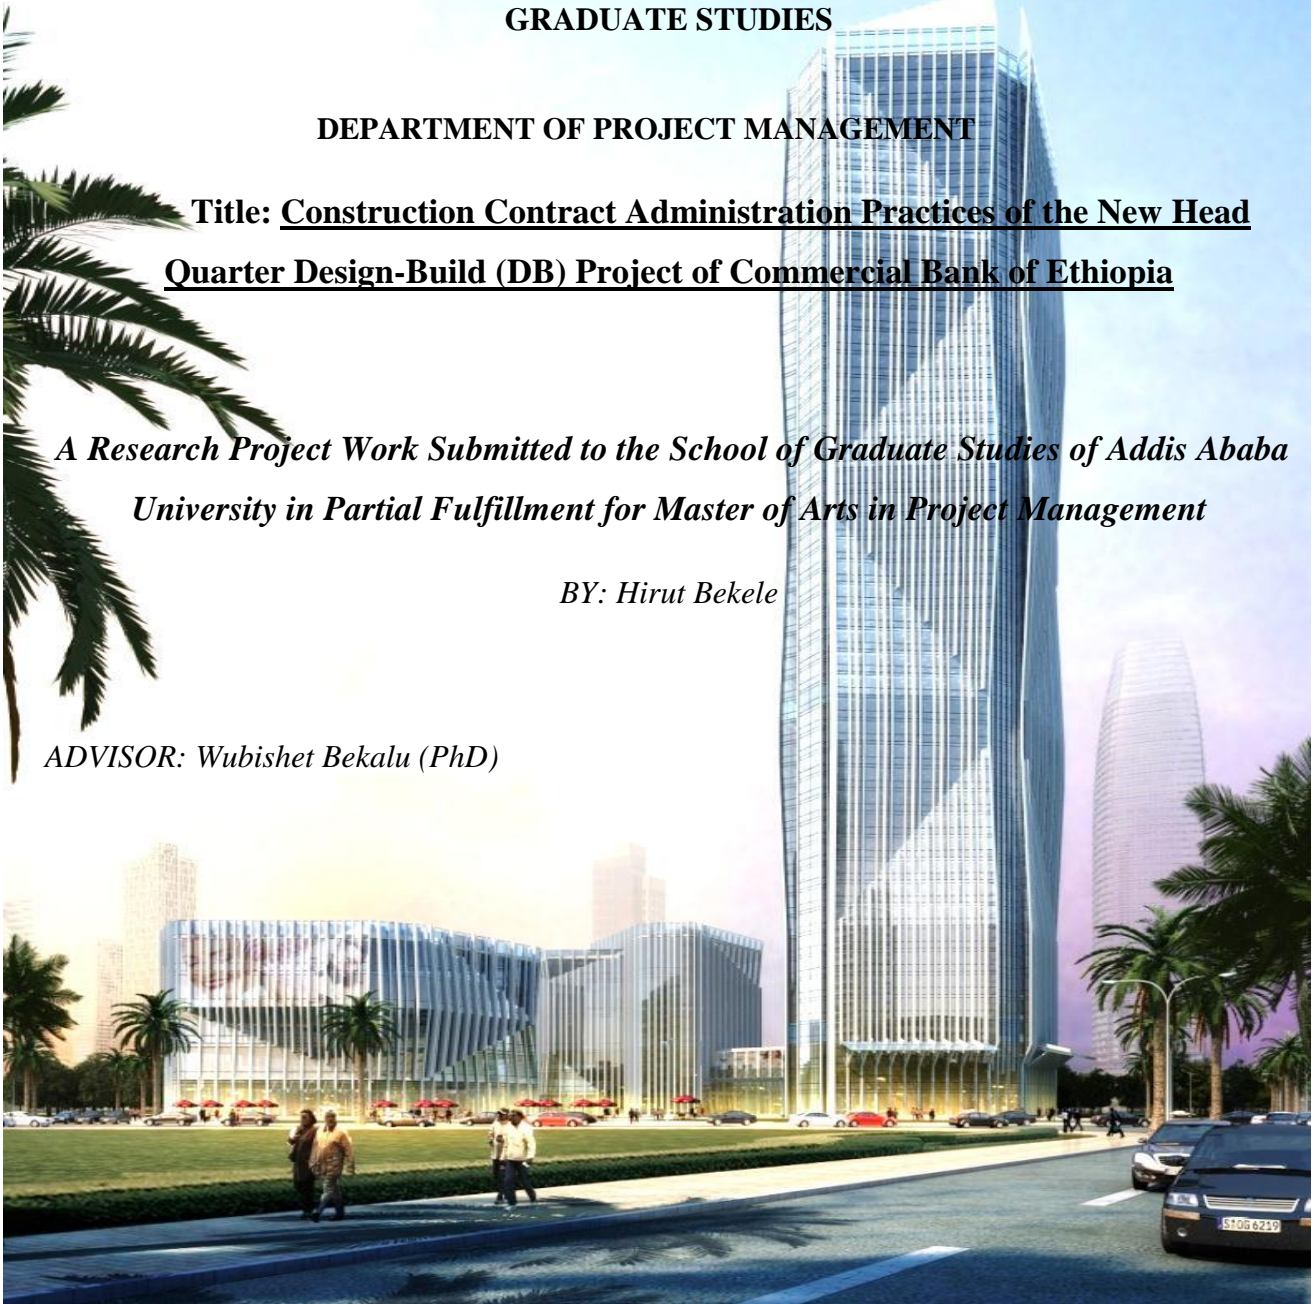 GRADUATE STUDIES
DEPARTMENT OF PROJECT MANAGEMENT
Title: Construction Contract Administration Practices of the New Head
Quarter Design-Build (DB) Project of Commercial Bank of Ethiopia
A Research Project Work Submitted to the School of Graduate Studies of Addis Ababa
University in Partial Fulfillment for Master of Arts in Project Management
BY: Hirut Bekele
ADVISOR: Wubishet Bekalu (PhD)